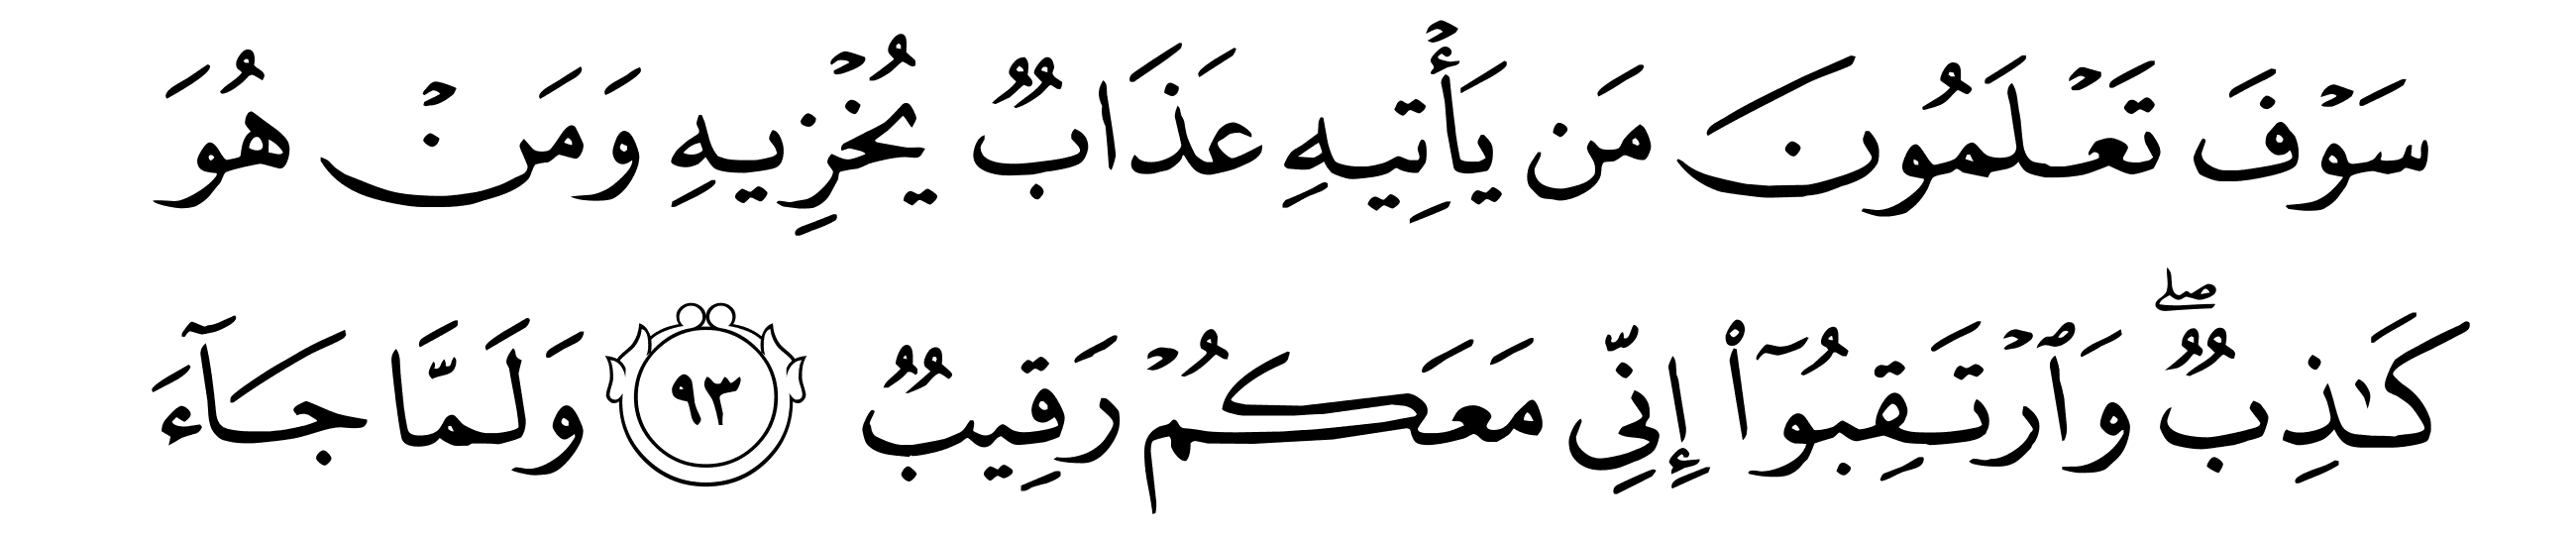 سَوۡفَ تَعۡلَمُونَ مَن يَأۡتِيهِ عَذَابٌ يُخۡزِيهِ وَمَنۡ هُوَ
كَـٰذِبٌۖ وَٱرۡتَقِبُوٓاْ إِنِّي مَعَكُمۡ رَقِيبٌ ٩٣ وَلَمَّا جَآءَ